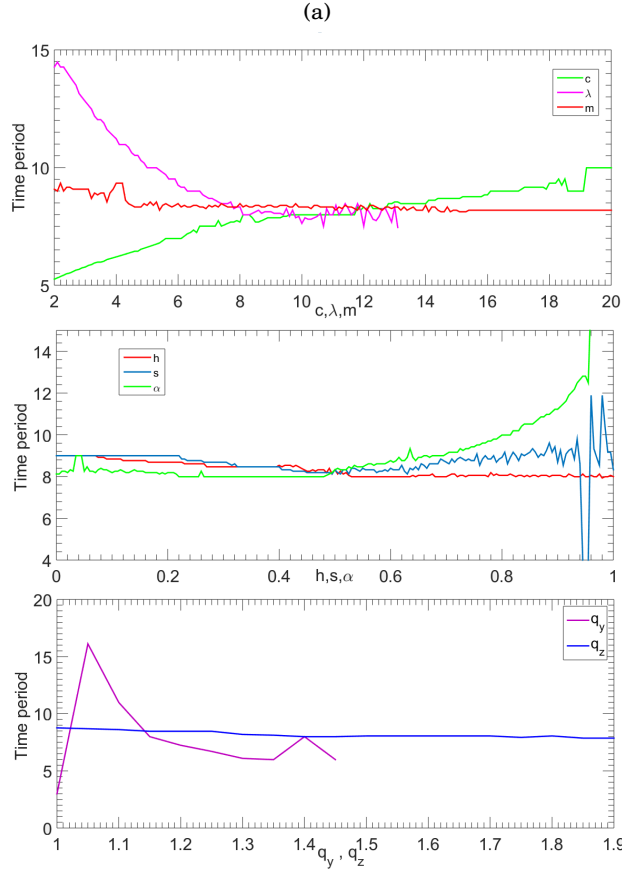 (a)
15
10
5
Time period
c
λ
m
2 4 6 8 10 12 14 16 18 20
c,λ,m
14
12
10
8
6
4
Time period
h
s
α
0 0.2 0.4 0.6 0.8 1
h,s,α
20
15
10
5
0
Time period
q_y
q_z
1 1.1 1.2 1.3 1.4 1.5 1.6 1.7 1.8 1.9
q_y , q_z